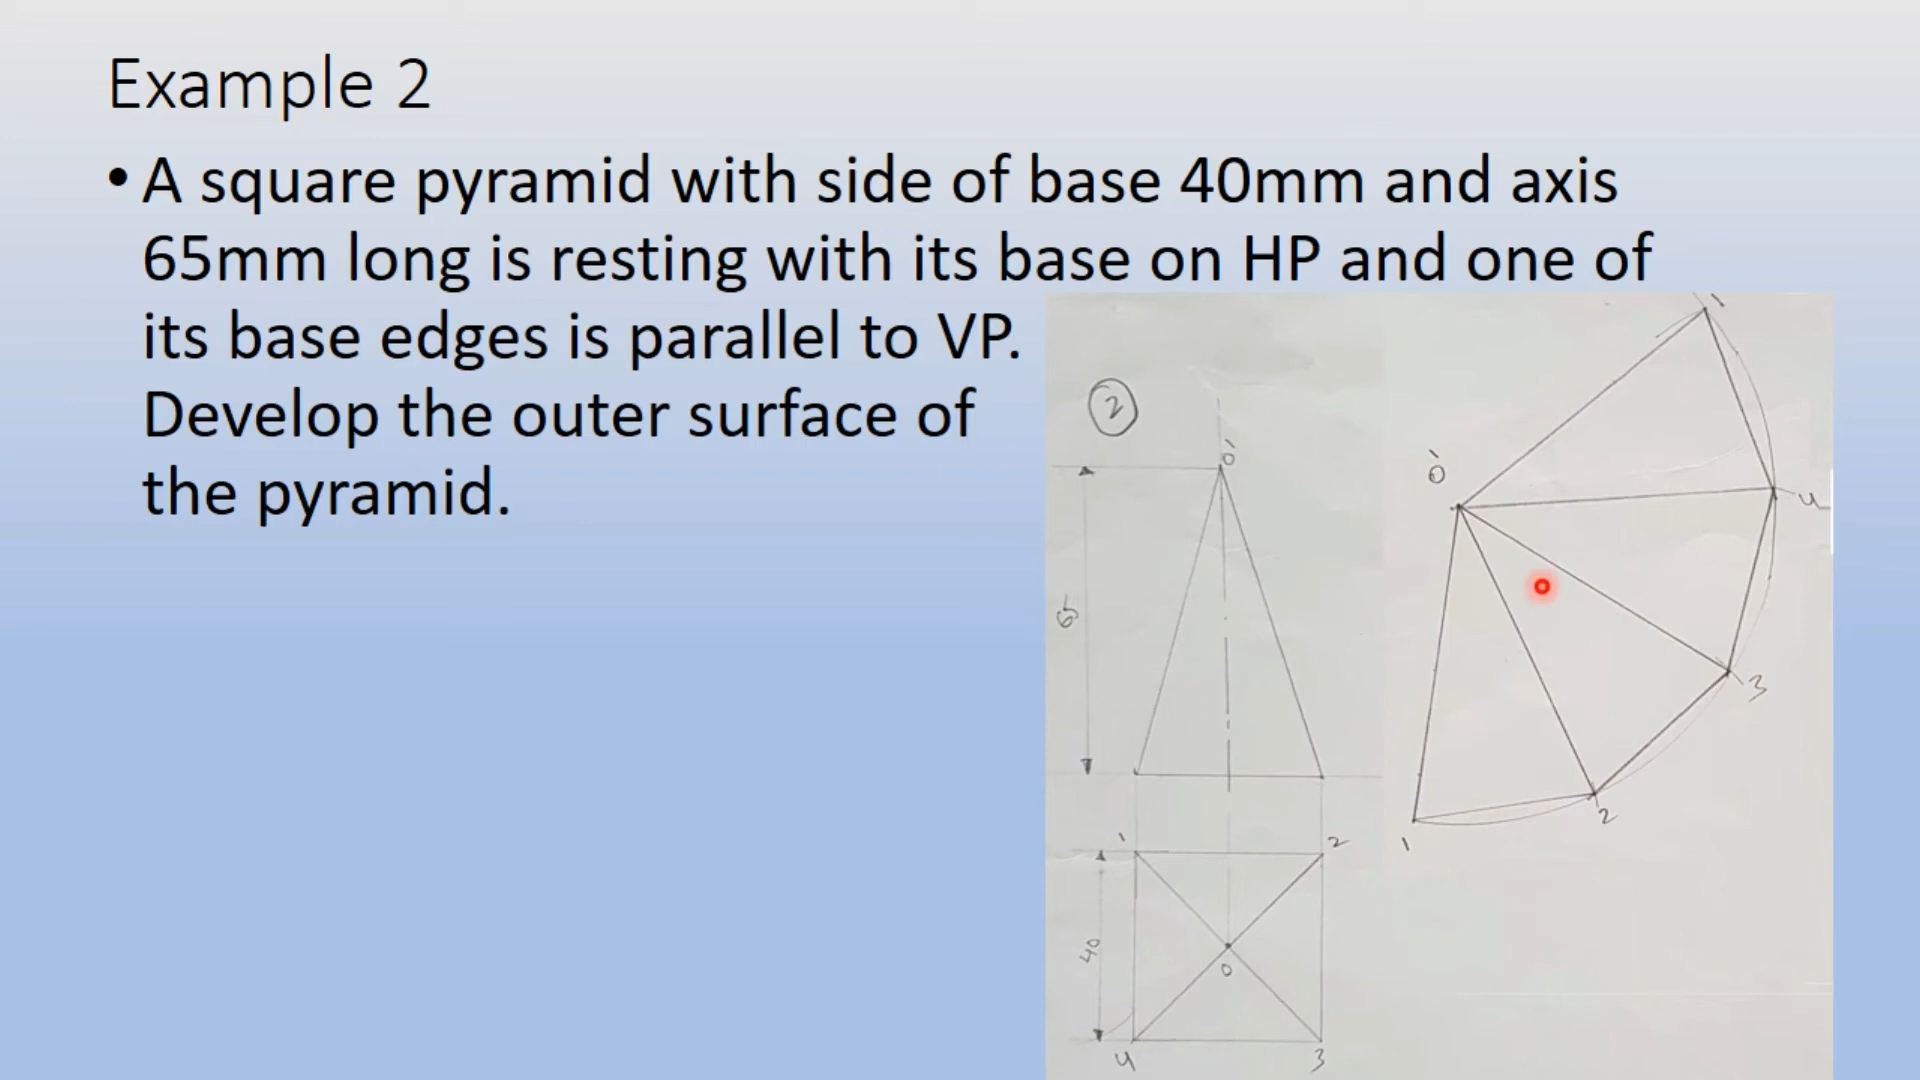 Example 2
• A square pyramid with side of base 40mm and axis
65mm long is resting with its base on HP and one of
its base edges is parallel to VP.
Develop the outer surface of
the pyramid.
2
o'
65
1
2
40
o
4
3
1
o'
4
3
2
1